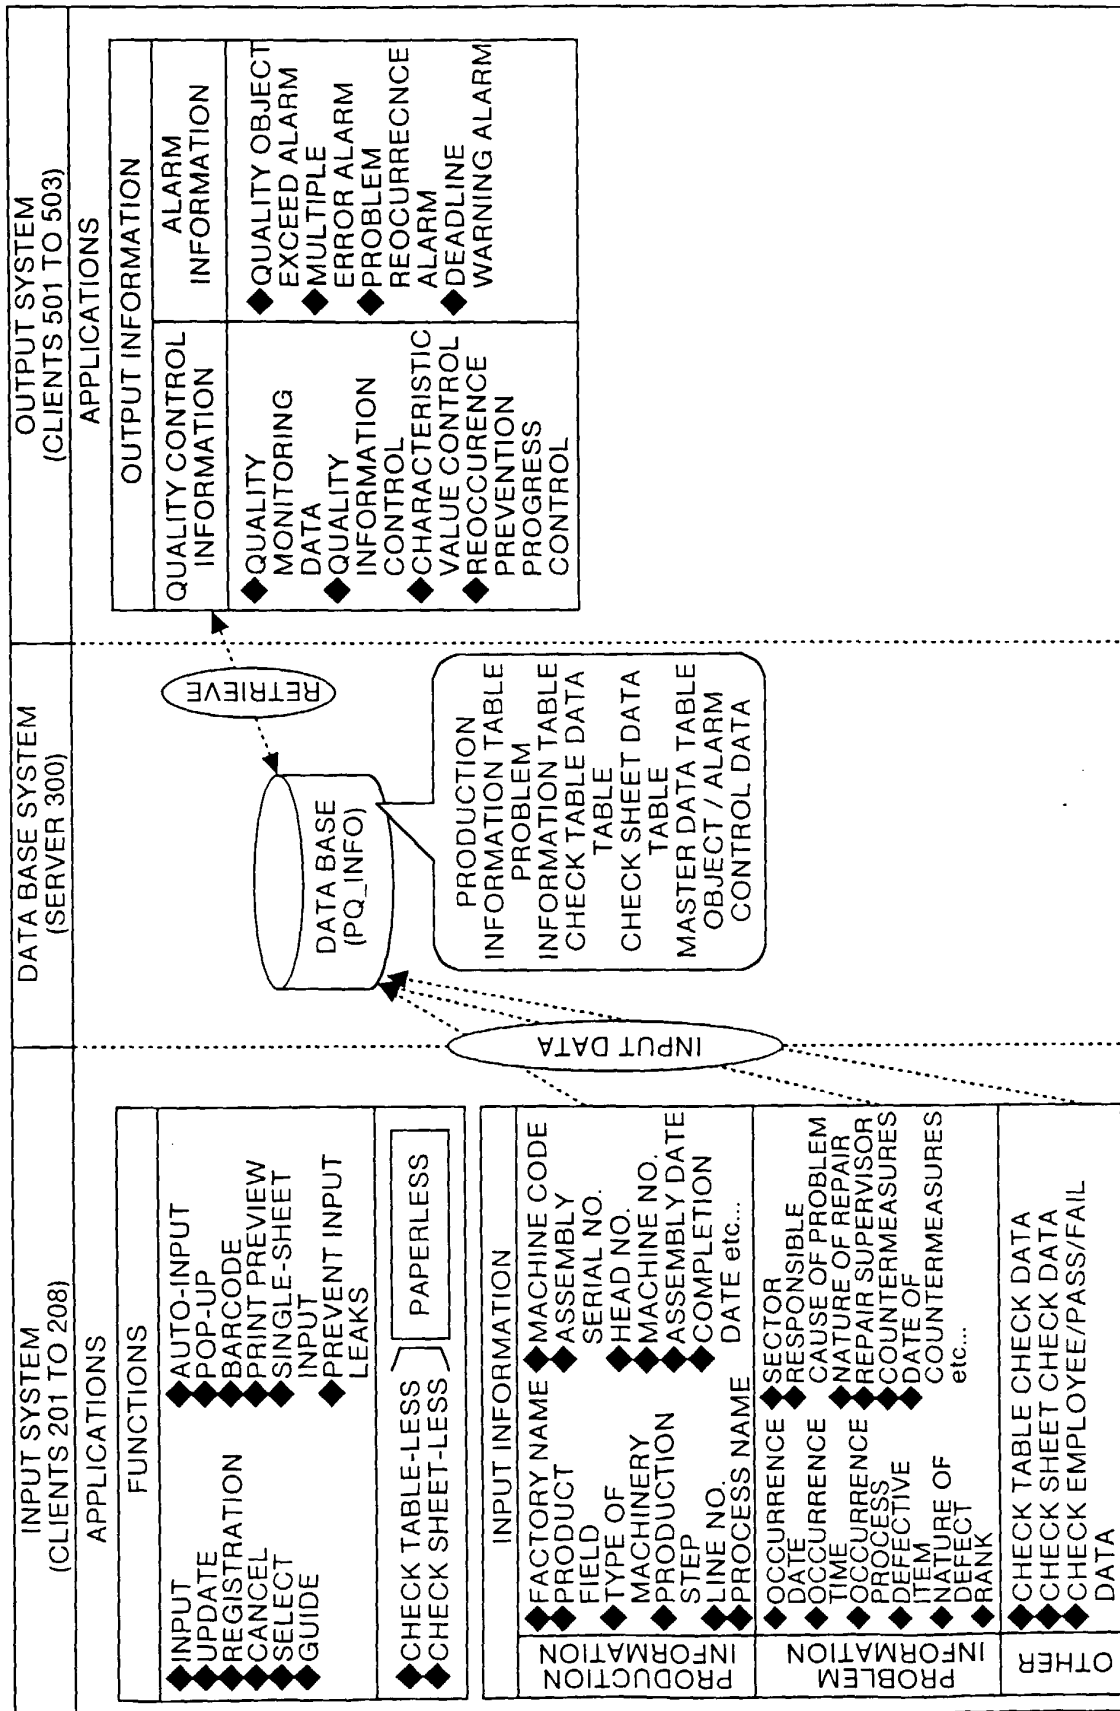 INPUT SYSTEM
(CLIENTS 201 TO 208)
APPLICATIONS
FUNCTIONS
◆INPUT
◆UPDATE
◆REGISTRATION
◆CANCEL
◆SELECT
◆GUIDE
◆AUTO-INPUT
◆POP-UP
◆BARCODE
◆PRINT PREVIEW
◆SINGLE-SHEET
INPUT
◆PREVENT INPUT
LEAKS
◆CHECK TABLE-LESS
◆CHECK SHEET-LESS
PAPERLESS
INPUT INFORMATION
PRODUCTION
INFORMATION
◆FACTORY NAME
◆PRODUCT
FIELD
◆TYPE OF
MACHINERY
◆PRODUCTION
STEP
◆LINE NO.
◆PROCESS NAME
◆MACHINE CODE
◆ASSEMBLY
SERIAL NO.
◆HEAD NO.
◆MACHINE NO.
◆ASSEMBLY DATE
◆COMPLETION
DATE etc...
PROBLEM
INFORMATION
◆OCCURRENCE
DATE
◆OCCURRENCE
TIME
◆OCCURRENCE
PROCESS
◆DEFECTIVE
ITEM
◆NATURE OF
DEFECT
◆RANK
◆SECTOR
RESPONSIBLE
◆CAUSE OF PROBLEM
◆NATURE OF REPAIR
◆REPAIR SUPERVISOR
◆COUNTERMEASURES
◆DATE OF
COUNTERMEASURES
etc...
OTHER
◆CHECK TABLE CHECK DATA
◆CHECK SHEET CHECK DATA
◆CHECK EMPLOYEE/PASS/FAIL
DATA
INPUT DATA
DATA BASE SYSTEM
(SERVER 300)
DATA BASE
(PQ_INFO)
PRODUCTION
INFORMATION TABLE
PROBLEM
INFORMATION TABLE
CHECK TABLE DATA
TABLE
CHECK SHEET DATA
TABLE
MASTER DATA TABLE
OBJECT / ALARM
CONTROL DATA
RETRIEVE
OUTPUT SYSTEM
(CLIENTS 501 TO 503)
APPLICATIONS
OUTPUT INFORMATION
QUALITY CONTROL
INFORMATION
◆QUALITY
MONITORING
DATA
◆QUALITY
INFORMATION
CONTROL
◆CHARACTERISTIC
VALUE CONTROL
◆REOCCURENCE
PREVENTION
PROGRESS
CONTROL
ALARM
INFORMATION
◆QUALITY OBJECT
EXCEED ALARM
◆MULTIPLE
ERROR ALARM
◆PROBLEM
REOCURRECNCE
ALARM
◆DEADLINE
WARNING ALARM